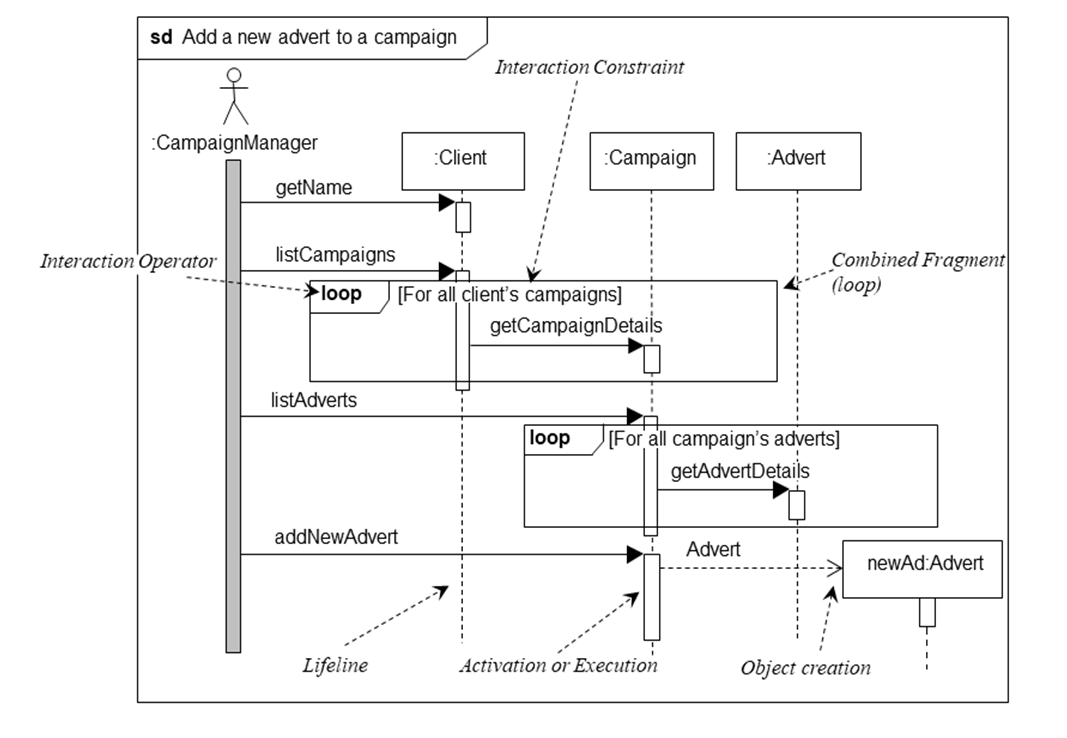 sd Add a new advert to a campaign
Interaction Constraint
:CampaignManager
:Client
:Campaign
:Advert
getName
listCampaigns
Interaction Operator
Combined Fragment
(loop)
loop
[For all client's campaigns]
getCampaignDetails
listAdverts
loop
[For all campaign's adverts]
getAdvertDetails
addNewAdvert
Advert
newAd:Advert
Lifeline
Activation or Execution
Object creation